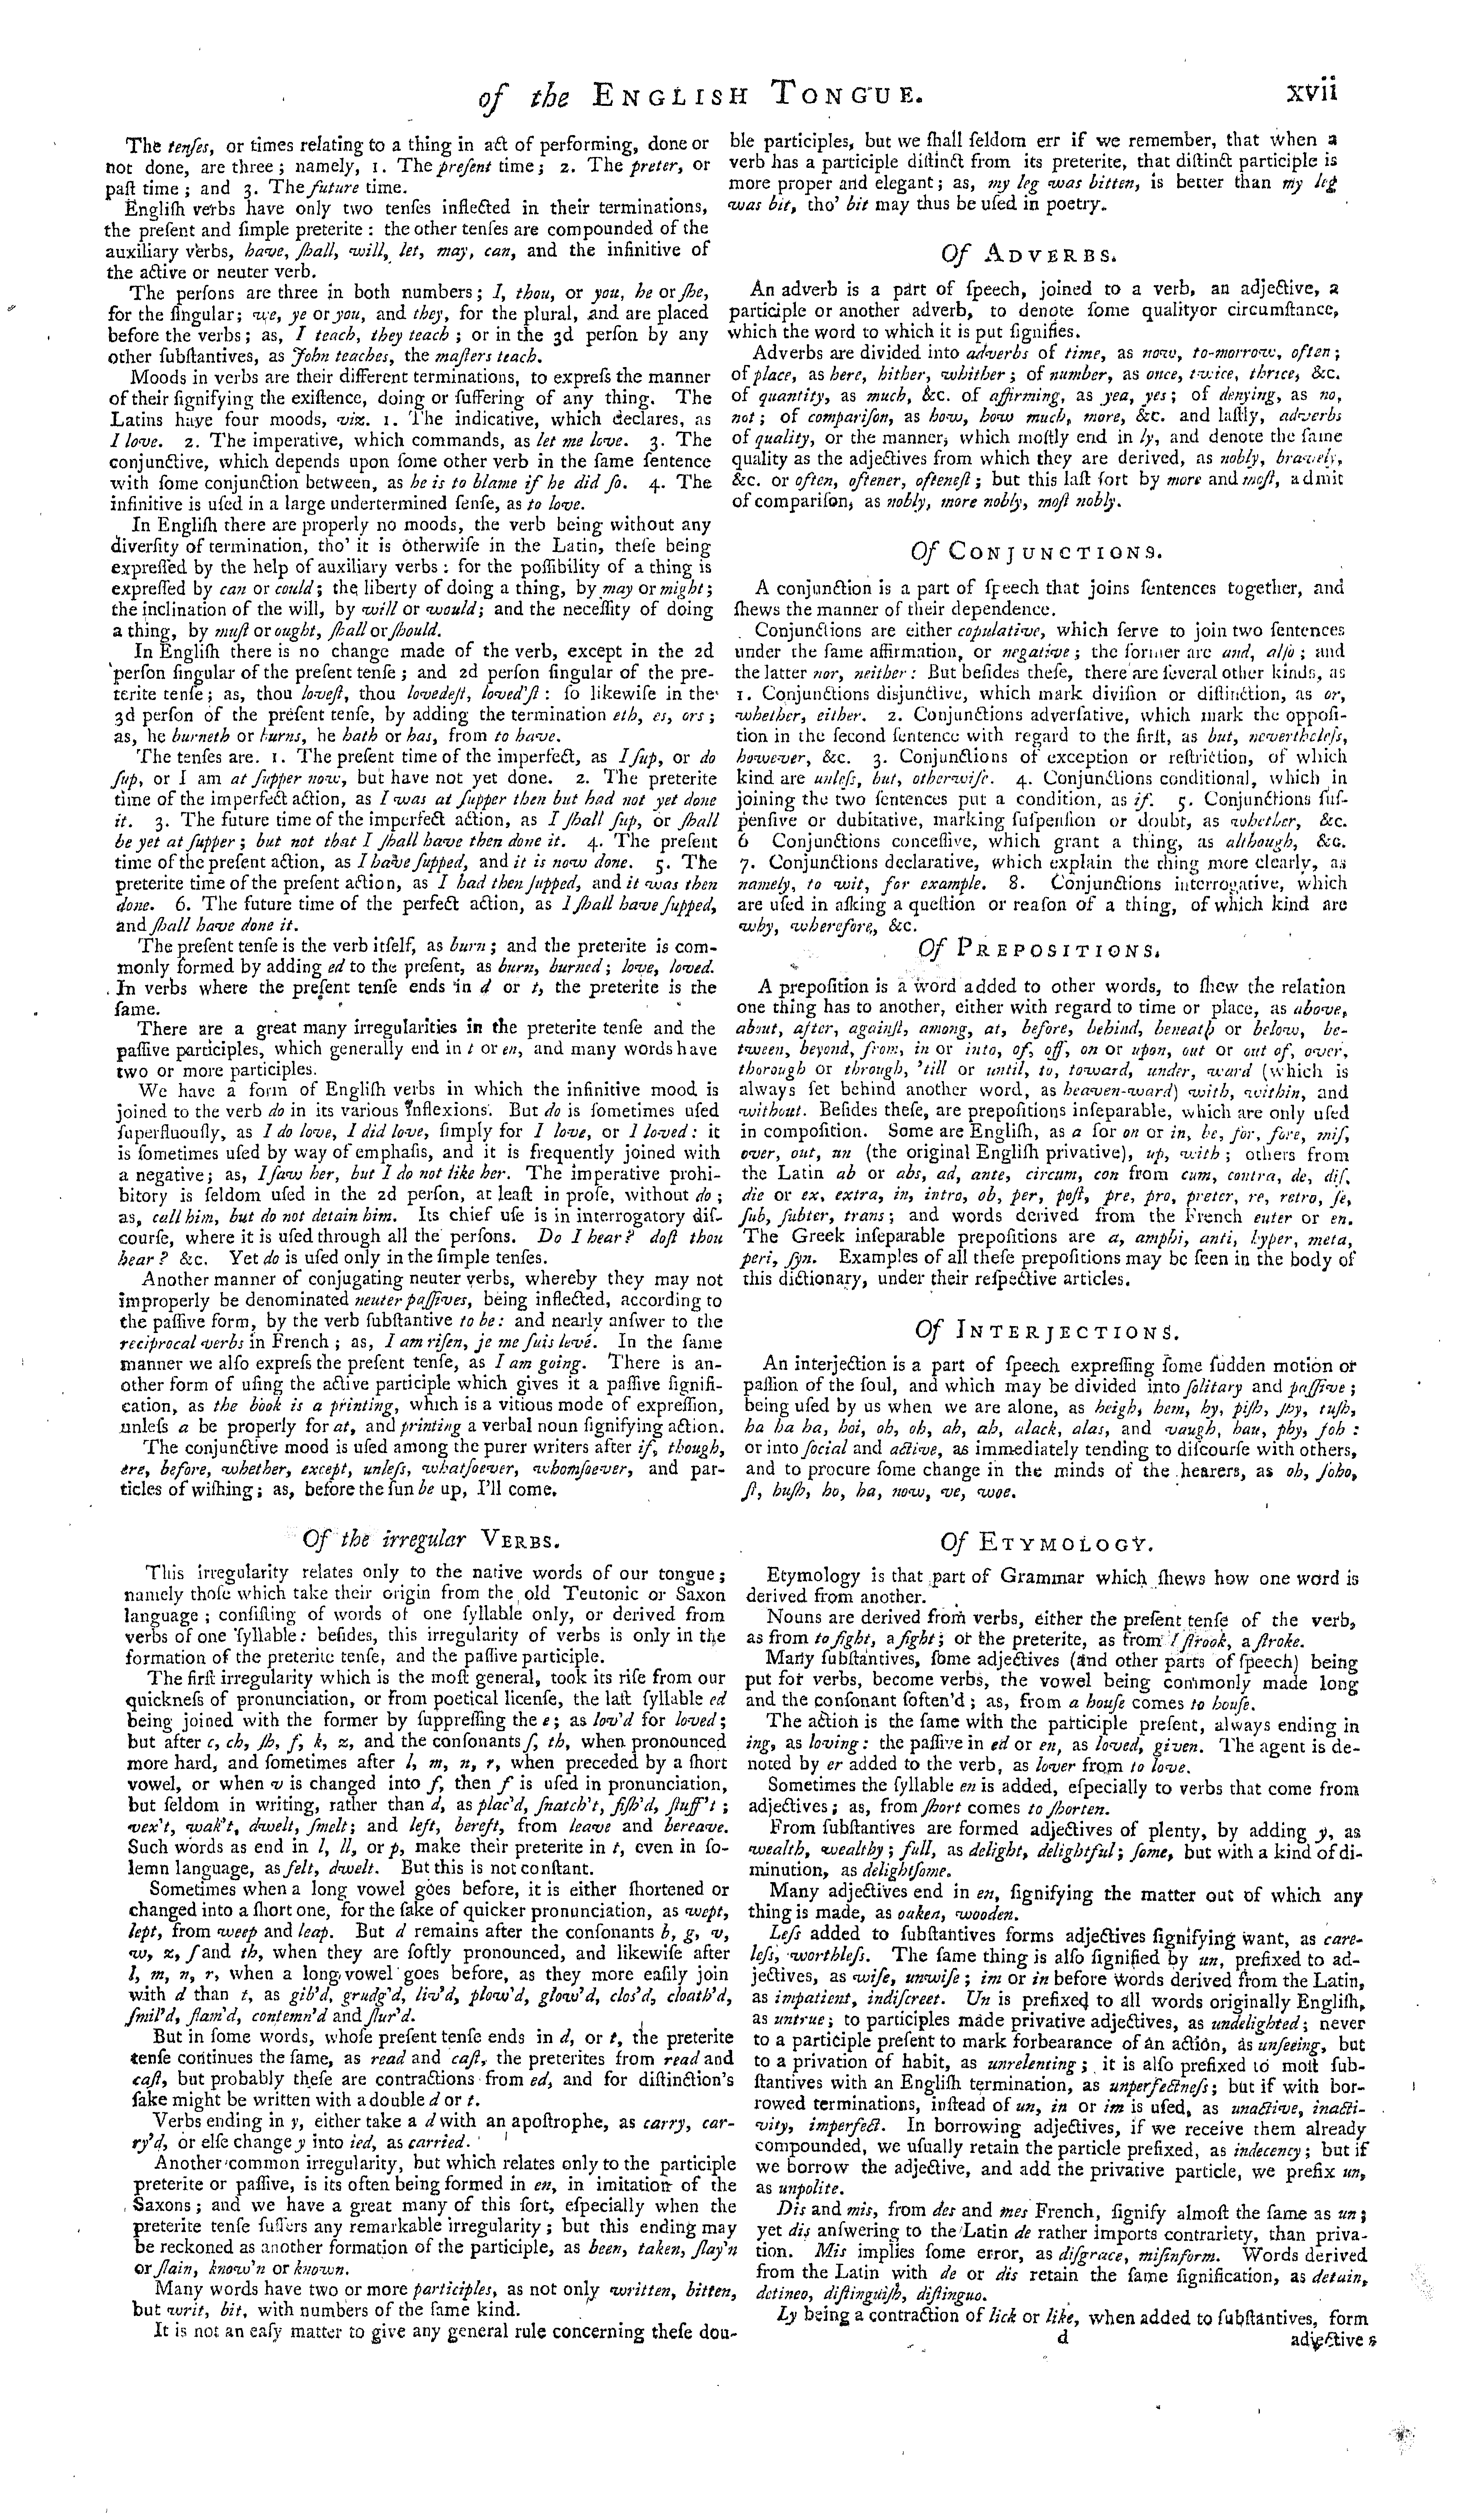 of the ENGLISH TONGUE.
xvii
The tenſes, or times relating to a thing in act of performing, done or
not done, are three; namely, 1. The preſent time; 2. The preter, or
paſt time; and 3. The future time.
Engliſh verbs have only two tenſes inflected in their terminations,
the preſent and ſimple preterite: the other tenſes are compounded of the
auxiliary verbs, have, ſhall, will, let, may, can, and the infinitive of
the active or neuter verb.
The perſons are three in both numbers; I, thou, or you, he or ſhe,
for the ſingular; we, ye or you, and they, for the plural, and are placed
before the verbs; as, I teach, they teach; or in the 3d perſon by any
other ſubſtantives, as John teaches, the maſters teach.
Moods in verbs are their different terminations, to expreſs the manner
of their ſignifying the exiſtence, doing or ſuffering of any thing. The
Latins have four moods, viz. 1. The indicative, which declares, as
I love. 2. The imperative, which commands, as let me love. 3. The
conjunctive, which depends upon ſome other verb in the ſame ſentence
with ſome conjunction between, as he is to blame if he did ſo. 4. The
infinitive is uſed in a large undertermined ſenſe, as to love.
In Engliſh there are properly no moods, the verb being without any
diverſity of termination, tho' it is otherwiſe in the Latin, theſe being
expreſſed by the help of auxiliary verbs: for the poſſibility of a thing is
expreſſed by can or could; the liberty of doing a thing, by may or might;
the inclination of the will, by will or would; and the neceſſity of doing
a thing, by muſt or ought, ſhall or ſhould.
In Engliſh there is no change made of the verb, except in the 2d
perſon ſingular of the preſent tenſe; and 2d perſon ſingular of the pre-
terite tenſe; as, thou loveſt, thou lovedeſt, loved'ſt: ſo likewiſe in the
3d perſon of the preſent tenſe, by adding the termination eth, es, or s;
as, he burneth or burns, he hath or has, from to have.
The tenſes are. 1. The preſent time of the imperfect, as I ſup, or do
ſup, or I am at ſupper now, but have not yet done. 2. The preterite
time of the imperfect action, as I was at ſupper then but had not yet done
it. 3. The future time of the imperfect action, as I ſhall ſup, or ſhall
be yet at ſupper; but not that I ſhall have then done it. 4. The preſent
time of the preſent action, as I have ſupped, and it is now done. 5. The
preterite time of the preſent action, as I had then ſupped, and it was then
done. 6. The future time of the perfect action, as I ſhall have ſupped,
and ſhall have done it.
The preſent tenſe is the verb itſelf, as burn; and the preterite is com-
monly formed by adding ed to the preſent, as burn, burned; love, loved.
In verbs where the preſent tenſe ends in d or t, the preterite is the
ſame.
There are a great many irregularities in the preterite tenſe and the
paſſive participles, which generally end in t or en, and many words have
two or more participles.
We have a form of Engliſh verbs in which the infinitive mood is
joined to the verb do in its various inflexions. But do is ſometimes uſed
ſuperfluouſly, as I do love, I did love, ſimply for I love, or I loved: it
is ſometimes uſed by way of emphaſis, and it is frequently joined with
a negative; as, I ſaw her, but I do not like her. The imperative prohi-
bitory is ſeldom uſed in the 2d perſon, at leaſt in proſe, without do;
as, call him, but do not detain him. Its chief uſe is in interrogatory diſ-
courſe, where it is uſed through all the perſons. Do I hear? doſt thou
hear? &c. Yet do is uſed only in the ſimple tenſes.
Another manner of conjugating neuter verbs, whereby they may not
improperly be denominated neuter paſſives, being inflected, according to
the paſſive form, by the verb ſubſtantive to be: and nearly anſwer to the
reciprocal verbs in French; as, I am riſen, je me ſuis levé. In the ſame
manner we alſo expreſs the preſent tenſe, as I am going. There is an-
other form of uſing the active participle which gives it a paſſive ſignifi-
cation, as the book is a printing, which is a vitious mode of expreſſion,
unleſs a be properly for at, and printing a verbal noun ſignifying action.
The conjunctive mood is uſed among the purer writers after if, though,
ere, before, whether, except, unleſs, whatſoever, whomſoever, and par-
ticles of wiſhing; as, before the ſun be up, I'll come.
Of the irregular VERBS.
This irregularity relates only to the native words of our tongue;
namely thoſe which take their origin from the old Teutonic or Saxon
language; conſiſting of words of one ſyllable only, or derived from
verbs of one ſyllable: beſides, this irregularity of verbs is only in the
formation of the preterite tenſe, and the paſſive participle.
The firſt irregularity which is the moſt general, took its riſe from our
quickneſs of pronunciation, or from poetical licenſe, the laſt ſyllable ed
being joined with the former by ſuppreſſing the e; as lov'd for loved;
but after c, ch, ſh, f, k, x, and the conſonants ſ, th, when pronounced
more hard, and ſometimes after l, m, n, r, when preceded by a ſhort
vowel, or when v is changed into f, then f is uſed in pronunciation,
but ſeldom in writing, rather than d, as plac'd, ſnatch't, fiſh'd, ſtuff't;
vex't, wak't, dwelt, ſmelt; and left, bereft, from leave and bereave.
Such words as end in l, ll, or p, make their preterite in t, even in ſo-
lemn language, as felt, dwelt. But this is not conſtant.
Sometimes when a long vowel goes before, it is either ſhortened or
changed into a ſhort one, for the ſake of quicker pronunciation, as wept,
lept, from weep and leap. But d remains after the conſonants b, g, v,
w, z, ſ and th, when they are ſoftly pronounced, and likewiſe after
l, m, n, r, when a long vowel goes before, as they more eaſily join
with d than t, as gib'd, grudg'd, liv'd, plow'd, glow'd, clos'd, cloath'd,
ſmil'd, ſlam'd, contemn'd and ſlur'd.
But in ſome words, whoſe preſent tenſe ends in d, or t, the preterite
tenſe continues the ſame, as read and caſt, the preterites from read and
caſt, but probably theſe are contractions from ed, and for diſtinction's
ſake might be written with a double d or t.
Verbs ending in y, either take a d with an apoſtrophe, as carry, car-
ry'd, or elſe change y into ied, as carried.
Another common irregularity, but which relates only to the participle
preterite or paſſive, is its often being formed in en, in imitation of the
Saxons; and we have a great many of this ſort, eſpecially when the
preterite tenſe ſuffers any remarkable irregularity; but this ending may
be reckoned as another formation of the participle, as been, taken, ſlay'n
or ſlain, know'n or known.
Many words have two or more participles, as not only written, bitten,
but writ, bit, with numbers of the ſame kind.
It is not an eaſy matter to give any general rule concerning theſe dou-
ble participles, but we ſhall ſeldom err if we remember, that when a
verb has a participle diſtinct from its preterite, that diſtinct participle is
more proper and elegant; as, my leg was bitten, is better than my leg
was bit, tho' bit may thus be uſed in poetry.
Of ADVERBS.
An adverb is a part of ſpeech, joined to a verb, an adjective, a
participle or another adverb, to denote ſome qualityor circumſtance,
which the word to which it is put ſignifies.
Adverbs are divided into adverbs of time, as now, to-morrow, often;
of place, as here, hither, whither; of number, as once, twice, thrice, &c.
of quantity, as much, &c. of affirming, as yea, yes; of denying, as no,
not; of compariſon, as how, how much, more, &c. and laſtly, adverbs
of quality, or the manner, which moſtly end in ly, and denote the ſame
quality as the adjectives from which they are derived, as nobly, bravely,
&c. or often, oftener, ofteneſt; but this laſt ſort by more and moſt, admit
of compariſon, as nobly, more nobly, moſt nobly.
Of CONJUNCTIONS.
A conjunction is a part of ſpeech that joins ſentences together, and
ſhews the manner of their dependence.
Conjunctions are either copulative, which ſerve to join two ſentences
under the ſame affirmation, or negative; the former are and, alſo; and
the latter nor, neither: But beſides theſe, there are ſeveral other kinds, as
1. Conjunctions disjunctive, which mark diviſion or diſtinction, as or,
whether, either. 2. Conjunctions adverſative, which mark the oppoſi-
tion in the ſecond ſentence with regard to the firſt, as but, nevertheleſs,
however, &c. 3. Conjunctions of exception or reſtriction, of which
kind are unleſs, but, otherwiſe. 4. Conjunctions conditional, which in
joining the two ſentences put a condition, as if. 5. Conjunctions ſuſ-
penſive or dubitative, marking ſuſpenſion or doubt, as whether, &c.
6 Conjunctions conceſſive, which grant a thing, as although, &c.
7. Conjunctions declarative, which explain the thing more clearly, as
namely, to wit, for example. 8. Conjunctions interrogative, which
are uſed in aſking a queſtion or reaſon of a thing, of which kind are
why, wherefore, &c.
Of PREPOSITIONS.
A prepoſition is a word added to other words, to ſhew the relation
one thing has to another, either with regard to time or place, as above,
about, after, againſt, among, at, before, behind, beneath or below, be-
tween, beyond, from, in or into, of, off, on or upon, out or out of, over,
thorough or through, 'till or until, to, toward, under, ward (which is
always ſet behind another word, as heaven-ward) with, within, and
without. Beſides theſe, are prepoſitions inſeparable, which are only uſed
in compoſition. Some are Engliſh, as a for on or in, be, for, fore, miſ,
over, out, un (the original Engliſh privative), up, with; others from
the Latin ab or abs, ad, ante, circum, con from cum, contra, de, diſ,
die or ex, extra, in, intro, ob, per, poſt, pre, pro, preter, re, retro, ſe,
ſub, ſubter, trans; and words derived from the French enter or en.
The Greek inſeparable prepoſitions are a, amphi, anti, hyper, meta,
peri, ſyn. Examples of all theſe prepoſitions may be ſeen in the body of
this dictionary, under their reſpective articles.
Of INTERJECTIONS.
An interjection is a part of ſpeech expreſſing ſome ſudden motion or
paſſion of the ſoul, and which may be divided into ſolitary and paſſive;
being uſed by us when we are alone, as heigh, hem, hy, piſh, ſhy, tuſh,
ha ha ha, hoi, oh, oh, ah, ah, alack, alas, and vaugh, hau, phy, foh:
or into ſocial and active, as immediately tending to diſcourſe with others,
and to procure ſome change in the minds of the hearers, as oh, ſoho,
ſt, huſh, ho, ha, now, ve, woe.
Of ETYMOLOGY.
Etymology is that part of Grammar which ſhews how one word is
derived from another.
Nouns are derived from verbs, either the preſent tenſe of the verb,
as from to fight, a fight; or the preterite, as from I ſtrook, a ſtroke.
Many ſubſtantives, ſome adjectives (and other parts of ſpeech) being
put for verbs, become verbs, the vowel being commonly made long
and the conſonant ſoften'd; as, from a houſe comes to houſe.
The action is the ſame with the participle preſent, always ending in
ing, as loving: the paſſive in ed or en, as loved, given. The agent is de-
noted by er added to the verb, as lover from to love.
Sometimes the ſyllable en is added, eſpecially to verbs that come from
adjectives; as, from ſhort comes to ſhorten.
From ſubſtantives are formed adjectives of plenty, by adding y, as
wealth, wealthy; full, as delight, delightful; ſome, but with a kind of di-
minution, as delightſome.
Many adjectives end in en, ſignifying the matter out of which any
thing is made, as oaken, wooden.
Leſs added to ſubſtantives forms adjectives ſignifying want, as care-
leſs, worthleſs. The ſame thing is alſo ſignified by un, prefixed to ad-
jectives, as wiſe, unwiſe; im or in before words derived from the Latin,
as impatient, indiſcreet. Un is prefixed to all words originally Engliſh,
as untrue; to participles made privative adjectives, as undelighted; never
to a participle preſent to mark forbearance of an action, as unſeeing, but
to a privation of habit, as unrelenting; it is alſo prefixed to moſt ſub-
ſtantives with an Engliſh termination, as unperfectneſs; but if with bor-
rowed terminations, inſtead of un, in or im is uſed, as unactive, inacti-
vity, imperfect. In borrowing adjectives, if we receive them already
compounded, we uſually retain the particle prefixed, as indecency; but if
we borrow the adjective, and add the privative particle, we prefix un,
as unpolite.
Dis and mis, from des and mes French, ſignify almoſt the ſame as un;
yet dis anſwering to the Latin de rather imports contrariety, than priva-
tion. Mis implies ſome error, as diſgrace, miſinform. Words derived
from the Latin with de or dis retain the ſame ſignification, as detain,
detineo, diſtinguiſh, diſtinguo.
Ly being a contraction of lick or like, when added to ſubſtantives, form
d
adjectives